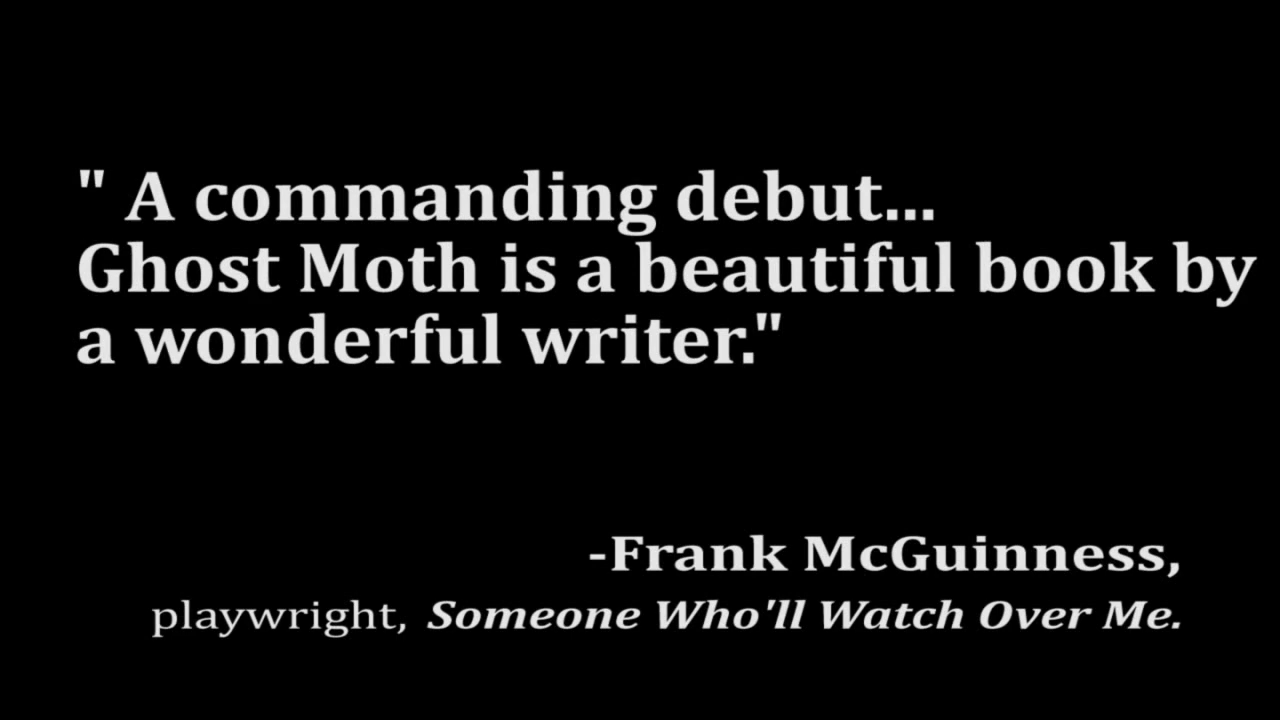 " A commanding debut...
Ghost Moth is a beautiful book by
a wonderful writer."
-Frank McGuinness,
playwright, Someone Who'll Watch Over Me.